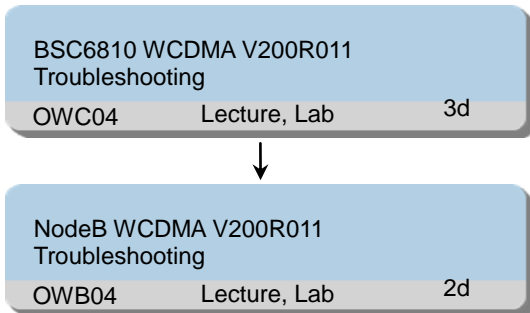 BSC6810 WCDMA V200R011
Troubleshooting
OWC04 Lecture, Lab 3d
NodeB WCDMA V200R011
Troubleshooting
OWB04 Lecture, Lab 2d